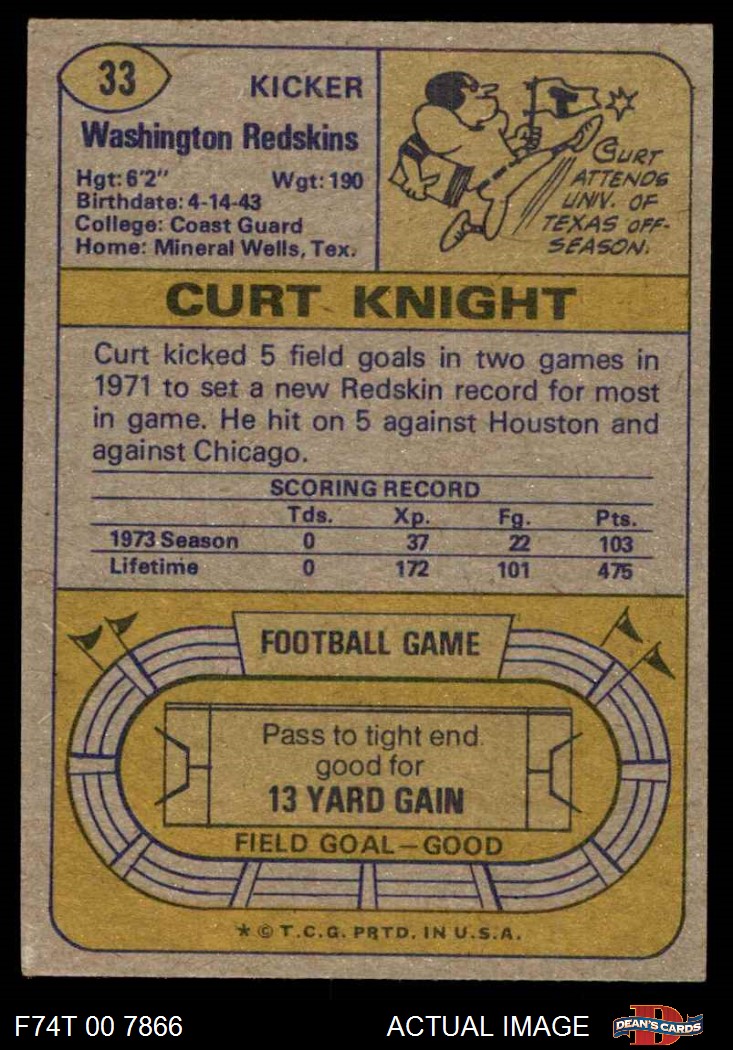 33
KICKER
Washington Redskins
Hgt: 6'2" Wgt: 190
Birthdate: 4-14-43
College: Coast Guard
Home: Mineral Wells, Tex.
T
CURT
ATTENDS
UNIV. OF
TEXAS OFF-
SEASON.
CURT KNIGHT
Curt kicked 5 field goals in two games in
1971 to set a new Redskin record for most
in game. He hit on 5 against Houston and
against Chicago.
SCORING RECORD
Tds. Xp. Fg. Pts.
1973 Season 0 37 22 103
Lifetime 0 172 101 475
FOOTBALL GAME
Pass to tight end
good for
13 YARD GAIN
FIELD GOAL—GOOD
* © T.C.G. PRTD. IN U.S.A.
F74T 00 7866 ACTUAL IMAGE D DEAN'S CARDS